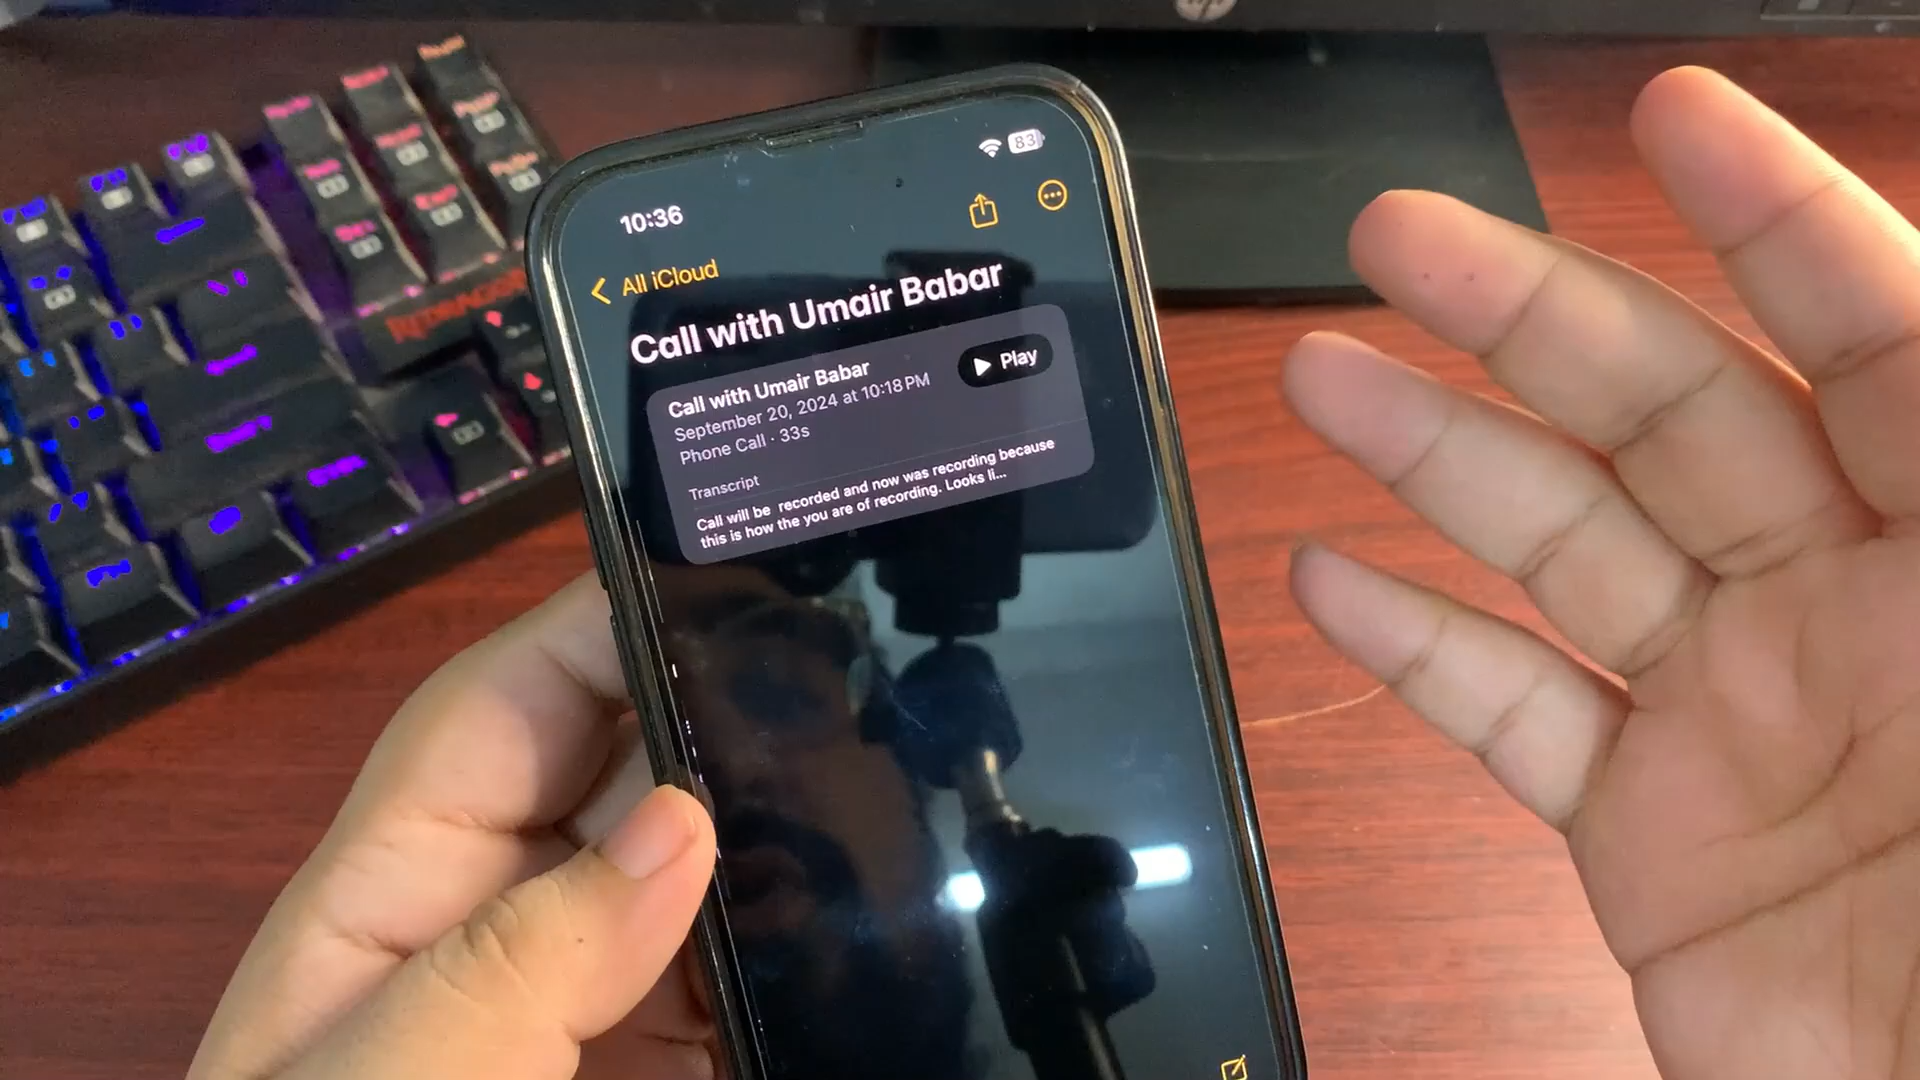 hp
REDRAGON
83
10:36
All iCloud
Call with Umair Babar
Call with Umair Babar
September 20, 2024 at 10:18 PM
Phone Call · 33s
Play
Transcript
Call will be recorded and now was recording because
this is how the you are of recording. Looks li...